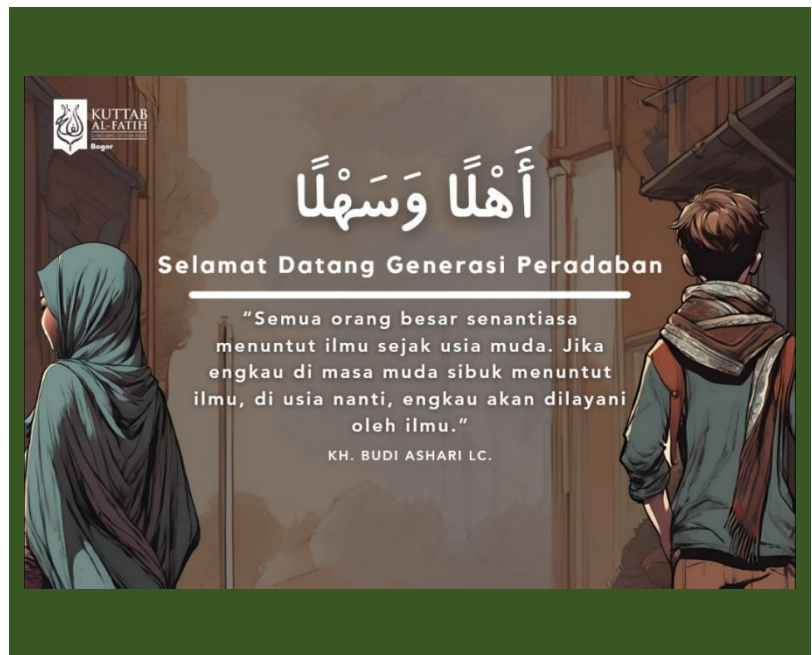 KUTTAB
AL-FATIH
Bogor
أَهْلًا وَسَهْلًا
Selamat Datang Generasi Peradaban
“Semua orang besar senantiasa
menuntut ilmu sejak usia muda. Jika
engkau di masa muda sibuk menuntut
ilmu, di usia nanti, engkau akan dilayani
oleh ilmu.”
KH. BUDI ASHARI LC.